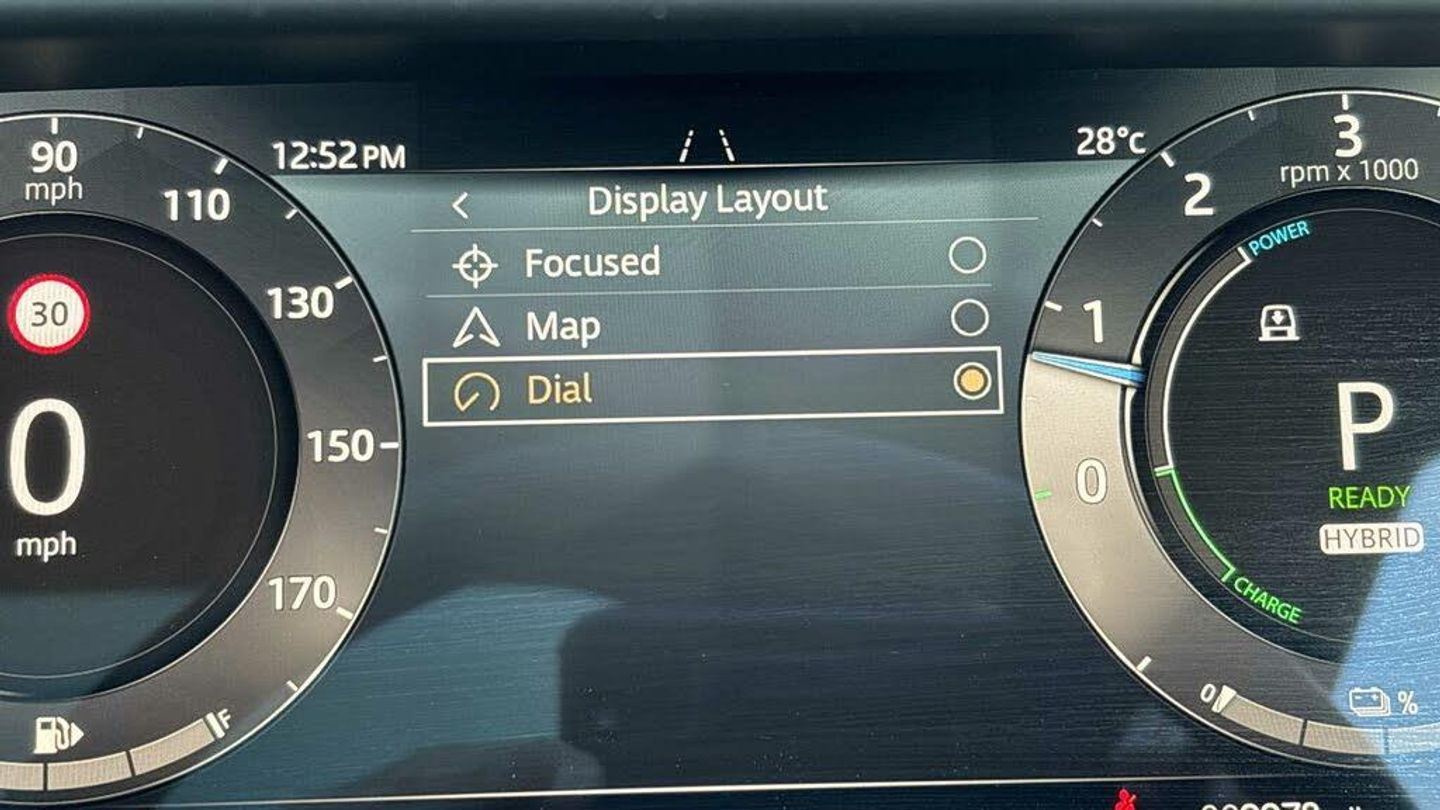 12:52 PM
28°C
Display Layout
Focused
Map
Dial
90
mph
110
130
150
170
30
0
mph
F
3
rpm x 1000
2
1
0
POWER
P
READY
HYBRID
CHARGE
0
%